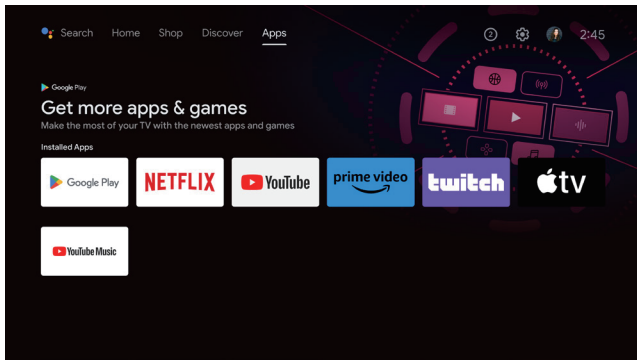 Search Home Shop Discover Apps 2 2:45
Google Play
Get more apps & games
Make the most of your TV with the newest apps and games
Installed Apps
Google Play NETFLIX YouTube prime video twitch tv
YouTube Music